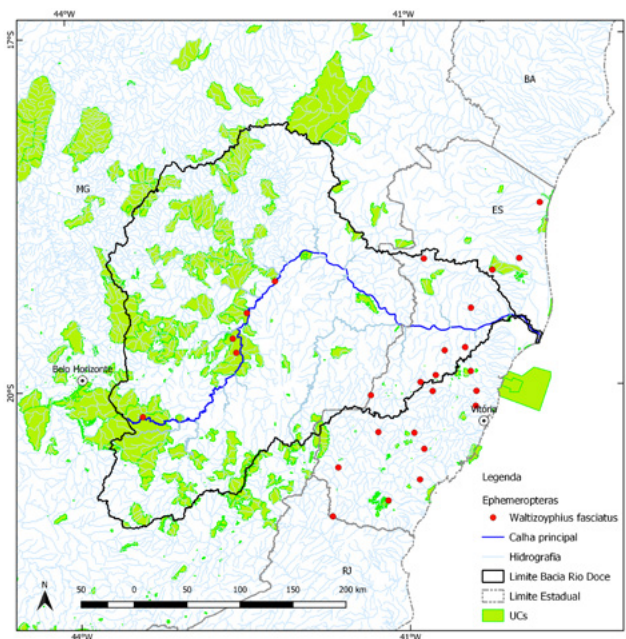 44°W
41°W
17°S
BA
MG
ES
Belo Horizonte
20°S
Vitória
Legenda
Ephemeropteras
Waltizoyphius fasciatus
Calha principal
Hidrografia
Limite Bacia Rio Doce
Limite Estadual
UCs
RJ
N
50 0 50 100 150 200 km
44°W
41°W